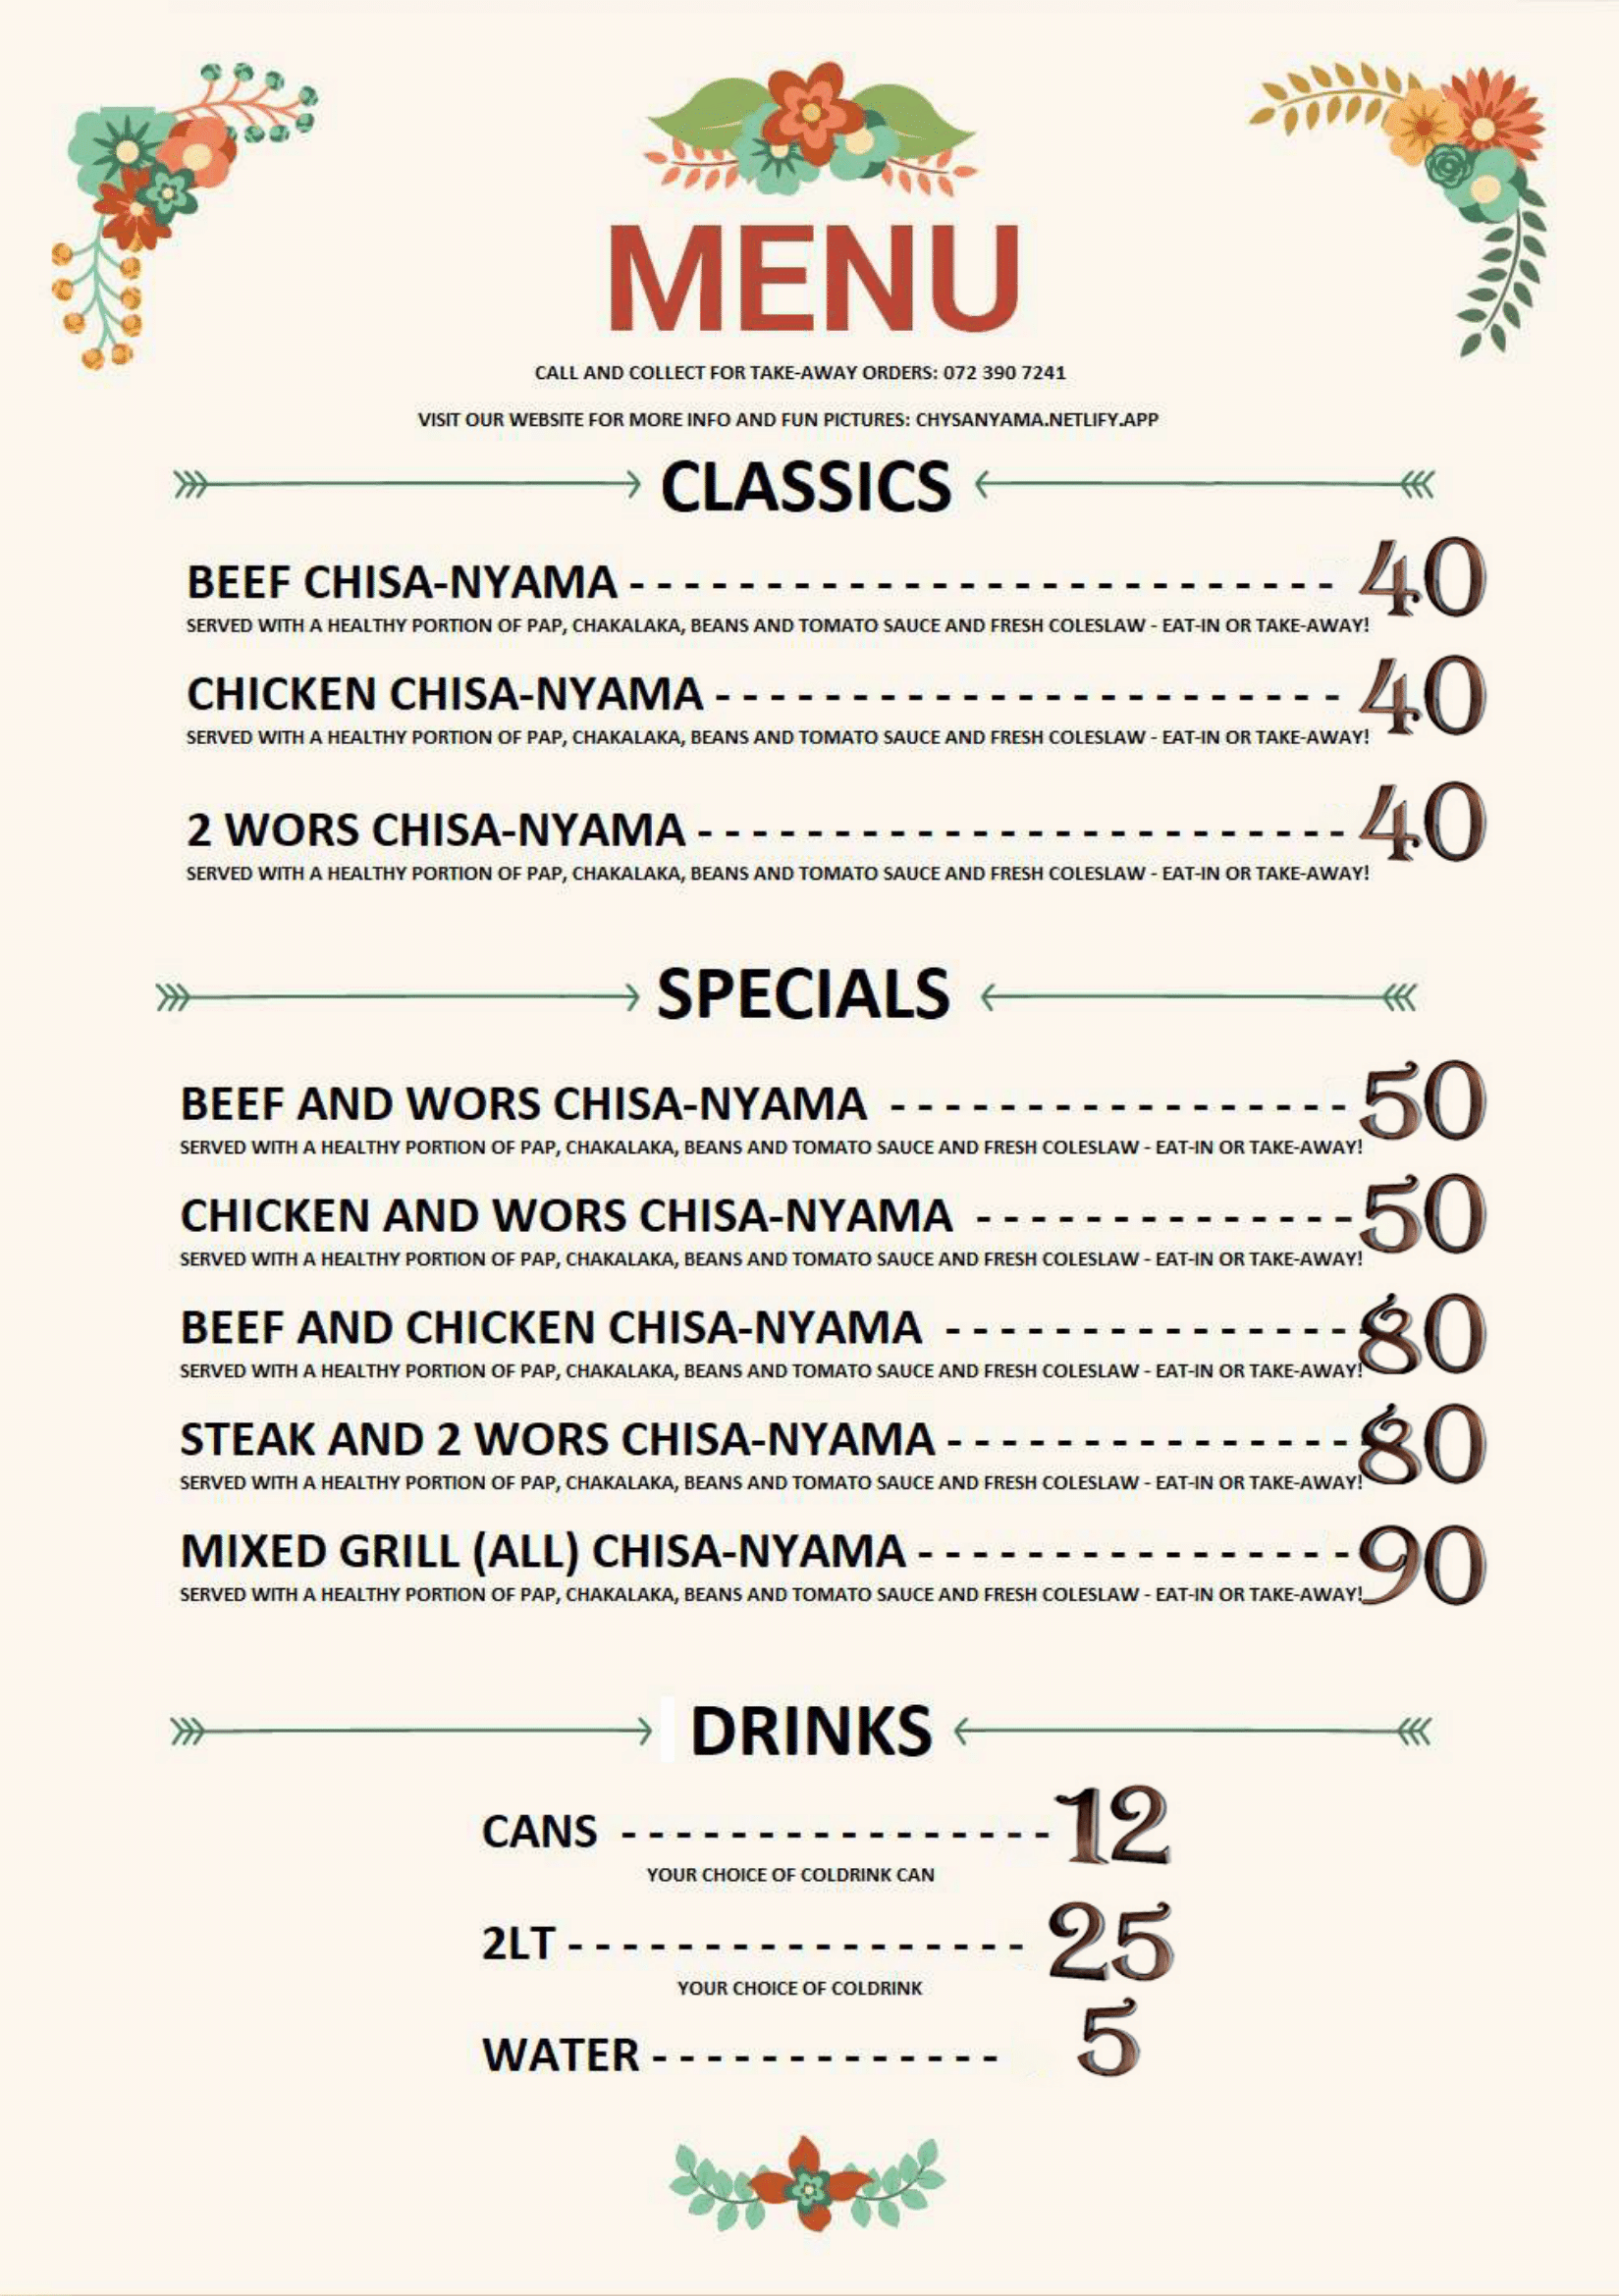 MENU
CALL AND COLLECT FOR TAKE-AWAY ORDERS: 072 390 7241
VISIT OUR WEBSITE FOR MORE INFO AND FUN PICTURES: CHYSANYAMA.NETLIFY.APP
CLASSICS
BEEF CHISA-NYAMA - - - - - - - - - - - - - - - - - - - - - - - - - - 40
SERVED WITH A HEALTHY PORTION OF PAP, CHAKALAKA, BEANS AND TOMATO SAUCE AND FRESH COLESLAW - EAT-IN OR TAKE-AWAY!
CHICKEN CHISA-NYAMA - - - - - - - - - - - - - - - - - - - - - - - 40
SERVED WITH A HEALTHY PORTION OF PAP, CHAKALAKA, BEANS AND TOMATO SAUCE AND FRESH COLESLAW - EAT-IN OR TAKE-AWAY!
2 WORS CHISA-NYAMA - - - - - - - - - - - - - - - - - - - - - - - - 40
SERVED WITH A HEALTHY PORTION OF PAP, CHAKALAKA, BEANS AND TOMATO SAUCE AND FRESH COLESLAW - EAT-IN OR TAKE-AWAY!
SPECIALS
BEEF AND WORS CHISA-NYAMA - - - - - - - - - - - - - - - - - 50
SERVED WITH A HEALTHY PORTION OF PAP, CHAKALAKA, BEANS AND TOMATO SAUCE AND FRESH COLESLAW - EAT-IN OR TAKE-AWAY!
CHICKEN AND WORS CHISA-NYAMA - - - - - - - - - - - - - - 50
SERVED WITH A HEALTHY PORTION OF PAP, CHAKALAKA, BEANS AND TOMATO SAUCE AND FRESH COLESLAW - EAT-IN OR TAKE-AWAY!
BEEF AND CHICKEN CHISA-NYAMA - - - - - - - - - - - - - - - 80
SERVED WITH A HEALTHY PORTION OF PAP, CHAKALAKA, BEANS AND TOMATO SAUCE AND FRESH COLESLAW - EAT-IN OR TAKE-AWAY!
STEAK AND 2 WORS CHISA-NYAMA - - - - - - - - - - - - - - - 80
SERVED WITH A HEALTHY PORTION OF PAP, CHAKALAKA, BEANS AND TOMATO SAUCE AND FRESH COLESLAW - EAT-IN OR TAKE-AWAY!
MIXED GRILL (ALL) CHISA-NYAMA - - - - - - - - - - - - - - - - 90
SERVED WITH A HEALTHY PORTION OF PAP, CHAKALAKA, BEANS AND TOMATO SAUCE AND FRESH COLESLAW - EAT-IN OR TAKE-AWAY!
DRINKS
CANS - - - - - - - - - - - - - - - - 12
YOUR CHOICE OF COLDRINK CAN
2LT - - - - - - - - - - - - - - - - - 25
YOUR CHOICE OF COLDRINK
WATER - - - - - - - - - - - - - 5